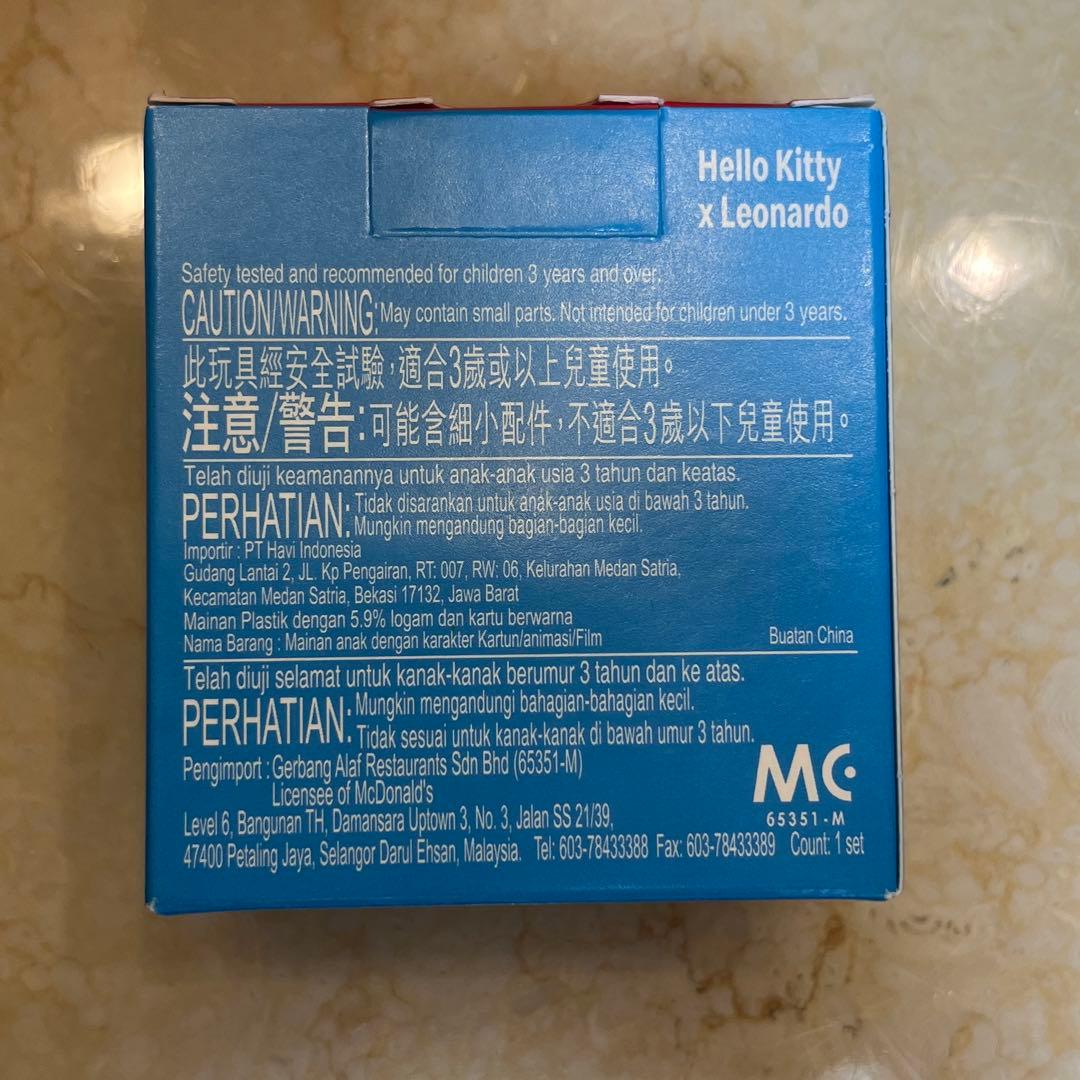 Hello Kitty
x Leonardo
Safety tested and recommended for children 3 years and over.
CAUTION/WARNING: May contain small parts. Not intended for children under 3 years.
此玩具經安全試驗，適合3歲或以上兒童使用。
注意/警告: 可能含細小配件，不適合3歲以下兒童使用。
Telah diuji keamanannya untuk anak-anak usia 3 tahun dan keatas.
PERHATIAN: Tidak disarankan untuk anak-anak usia di bawah 3 tahun.
Mungkin mengandung bagian-bagian kecil.
Importir : PT Havi Indonesia
Gudang Lantai 2, JL. Kp Pengairan, RT: 007, RW: 06, Kelurahan Medan Satria,
Kecamatan Medan Satria, Bekasi 17132, Jawa Barat
Mainan Plastik dengan 5.9% logam dan kartu berwarna
Nama Barang : Mainan anak dengan karakter Kartun/animasi/Film Buatan China
Telah diuji selamat untuk kanak-kanak berumur 3 tahun dan ke atas.
PERHATIAN: Mungkin mengandungi bahagian-bahagian kecil.
Tidak sesuai untuk kanak-kanak di bawah umur 3 tahun.
Pengimport : Gerbang Alaf Restaurants Sdn Bhd (65351-M)
Licensee of McDonald's
MC
65351-M
Level 6, Bangunan TH, Damansara Uptown 3, No. 3, Jalan SS 21/39,
47400 Petaling Jaya, Selangor Darul Ehsan, Malaysia. Tel: 603-78433388 Fax: 603-78433389 Count: 1 set